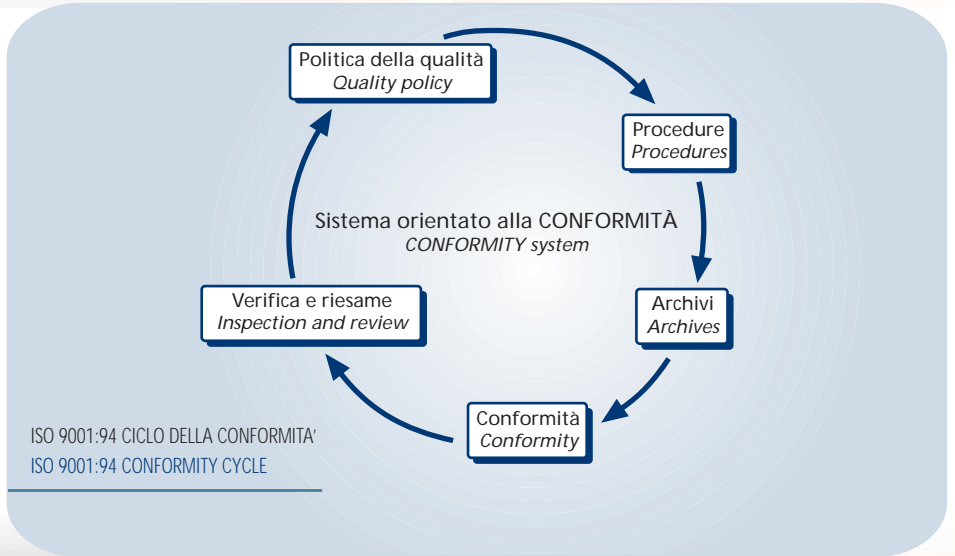 Politica della qualità
Quality policy
Procedure
Procedures
Sistema orientato alla CONFORMITÀ
CONFORMITY system
Verifica e riesame
Inspection and review
Archivi
Archives
Conformità
Conformity
ISO 9001:94 CICLO DELLA CONFORMITA'
ISO 9001:94 CONFORMITY CYCLE